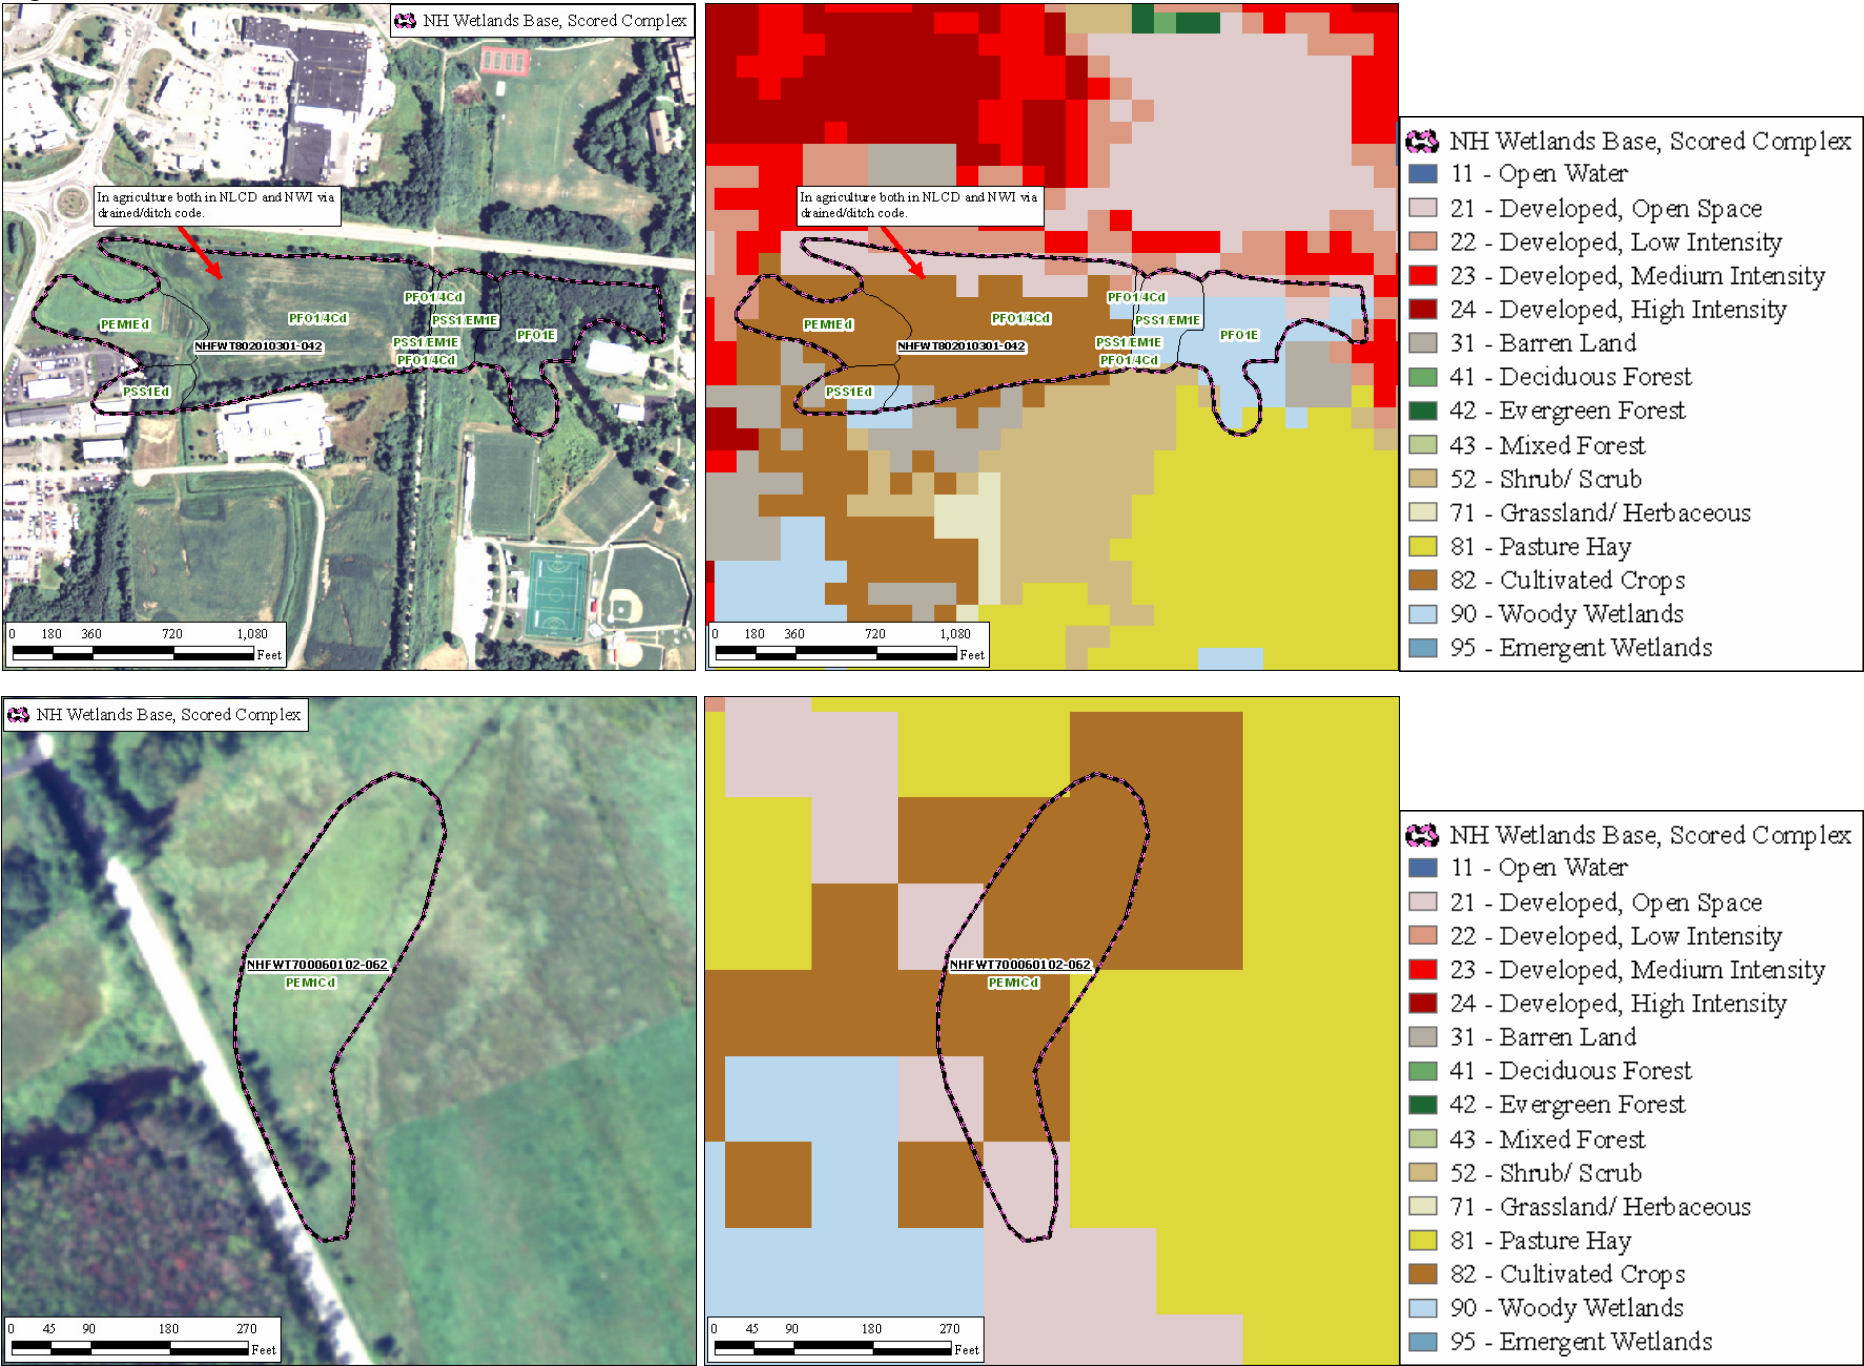 NH Wetlands Base, Scored Complex
In agriculture both in NLCD and NWI via
drained/ditch code.
PFO1/4Cd
PEM1Ed
PFO1/4Cd
PSS1/EM1E
PFO1E
NHFWT802010301-042
PSS1/EM1E
PFO1/4Cd
PSS1Ed
0 180 360 720 1,080
Feet
In agriculture both in NLCD and NWI via
drained/ditch code.
PFO1/4Cd
PEM1Ed
PFO1/4Cd
PSS1/EM1E
PFO1E
NHFWT802010301-042
PSS1/EM1E
PFO1/4Cd
PSS1Ed
0 180 360 720 1,080
Feet
NH Wetlands Base, Scored Complex
11 - Open Water
21 - Developed, Open Space
22 - Developed, Low Intensity
23 - Developed, Medium Intensity
24 - Developed, High Intensity
31 - Barren Land
41 - Deciduous Forest
42 - Evergreen Forest
43 - Mixed Forest
52 - Shrub/ Scrub
71 - Grassland/ Herbaceous
81 - Pasture Hay
82 - Cultivated Crops
90 - Woody Wetlands
95 - Emergent Wetlands
NH Wetlands Base, Scored Complex
NHFWT700060102-062
PEM1Cd
0 45 90 180 270
Feet
NHFWT700060102-062
PEM1Cd
0 45 90 180 270
Feet
NH Wetlands Base, Scored Complex
11 - Open Water
21 - Developed, Open Space
22 - Developed, Low Intensity
23 - Developed, Medium Intensity
24 - Developed, High Intensity
31 - Barren Land
41 - Deciduous Forest
42 - Evergreen Forest
43 - Mixed Forest
52 - Shrub/ Scrub
71 - Grassland/ Herbaceous
81 - Pasture Hay
82 - Cultivated Crops
90 - Woody Wetlands
95 - Emergent Wetlands